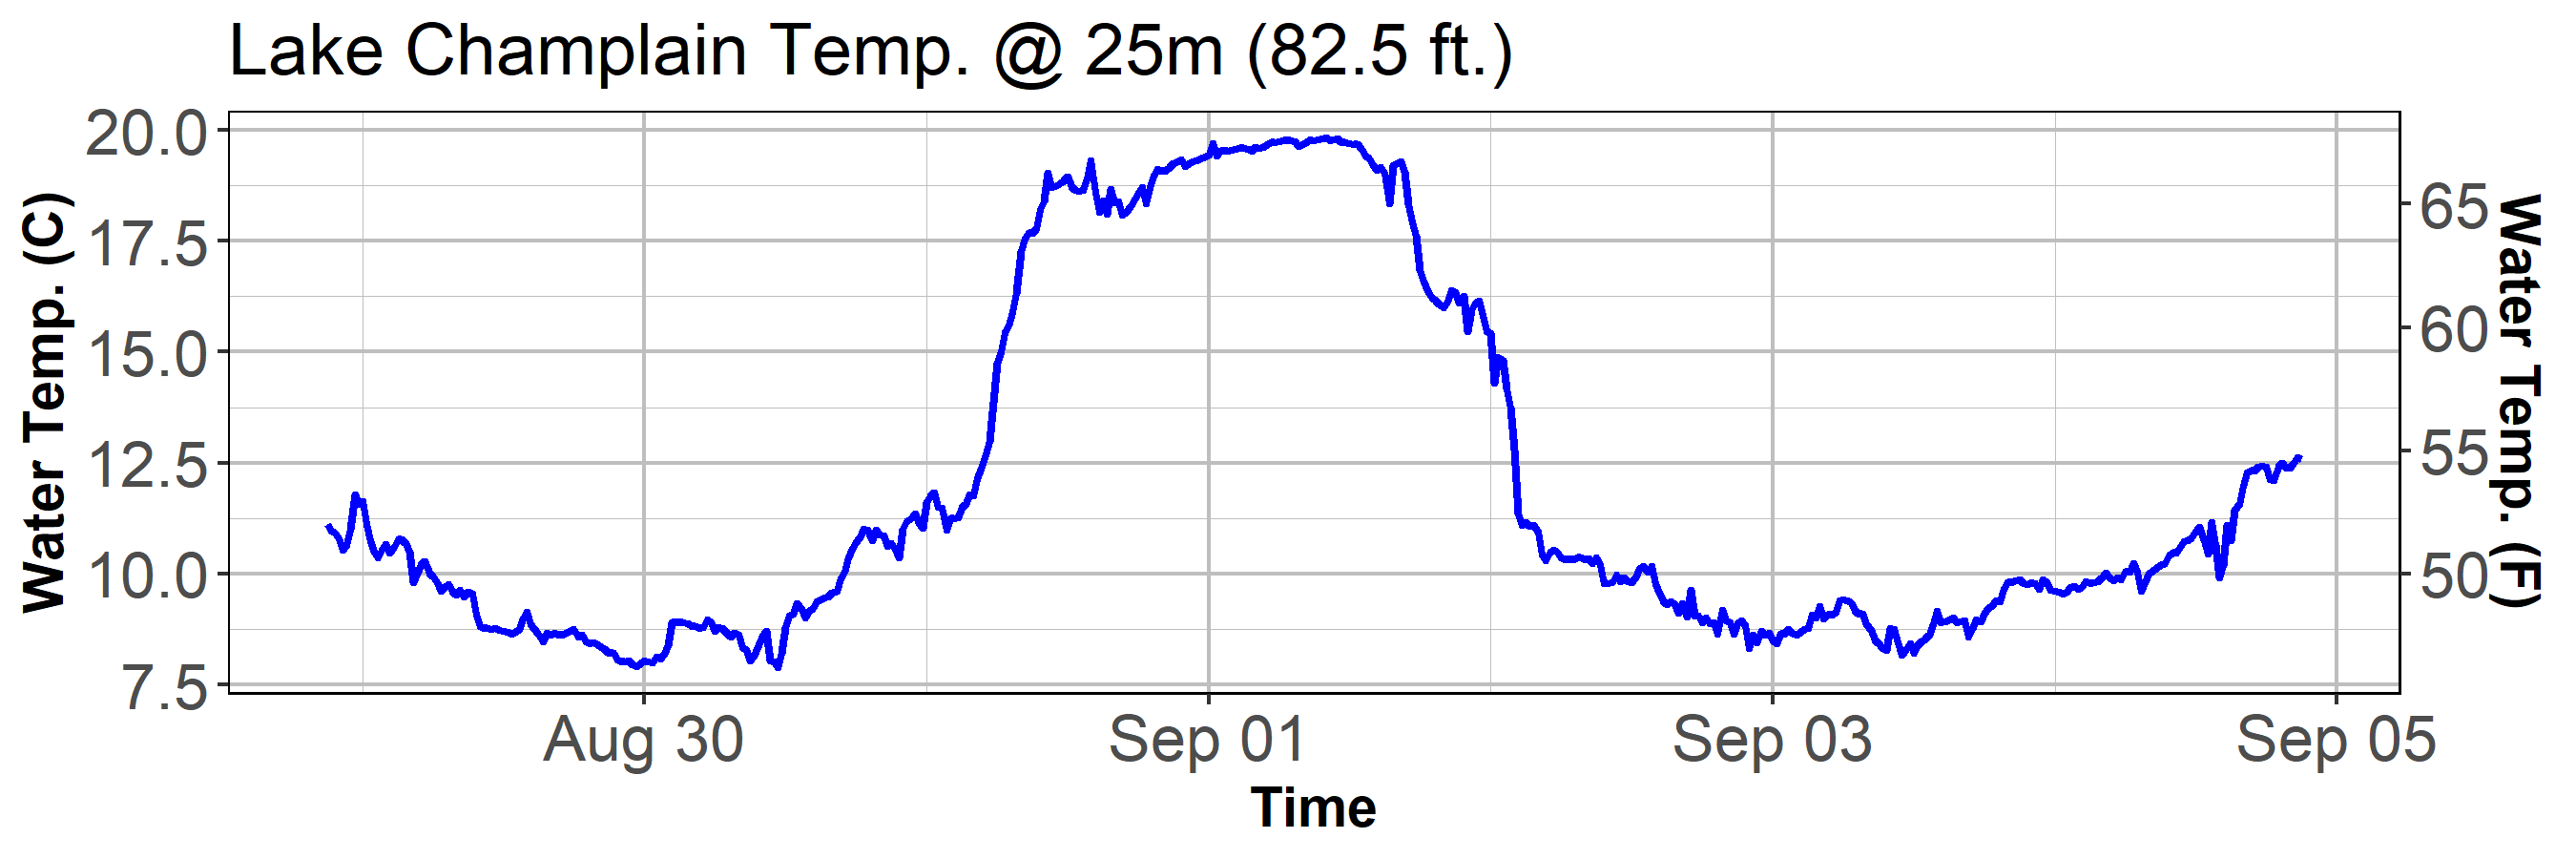 Lake Champlain Temp. @ 25m (82.5 ft.)
Water Temp. (C)
20.0
17.5
15.0
12.5
10.0
7.5
65
60
55
50
Water Temp. (F)
Aug 30
Sep 01
Sep 03
Sep 05
Time